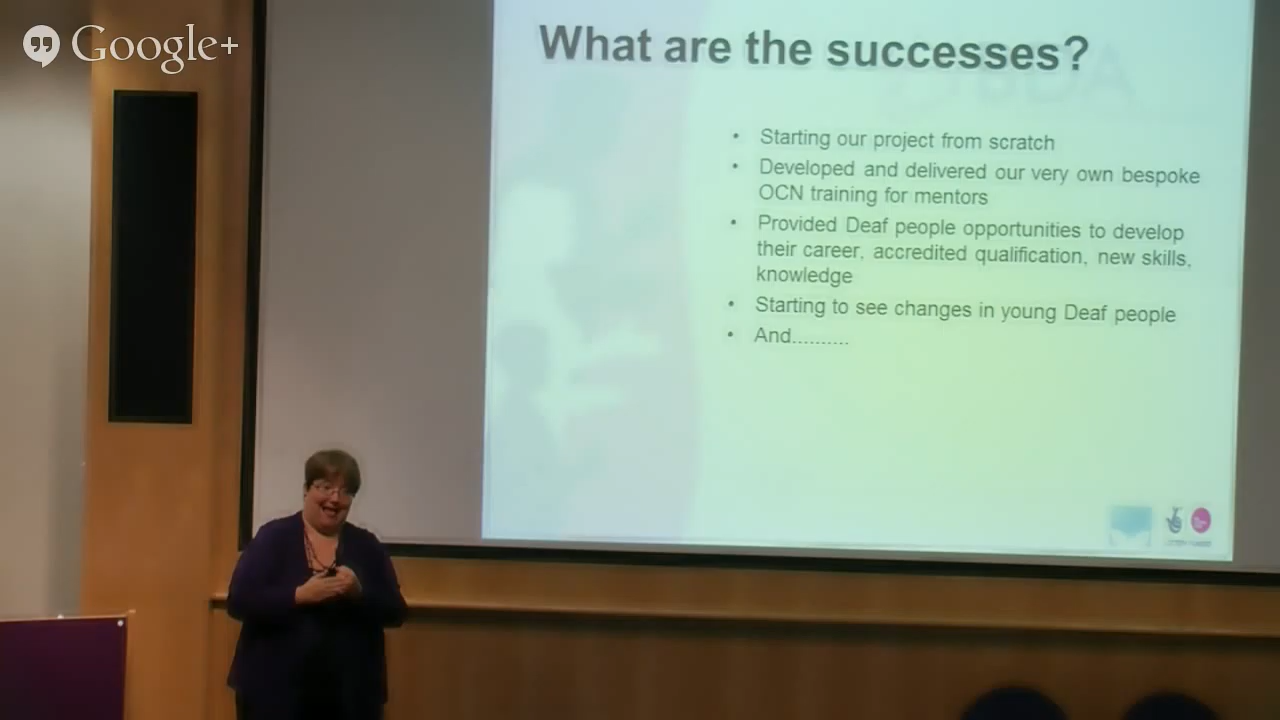 Google+
What are the successes?
• Starting our project from scratch
• Developed and delivered our very own bespoke
OCN training for mentors
• Provided Deaf people opportunities to develop
their career, accredited qualification, new skills,
knowledge
• Starting to see changes in young Deaf people
• And..........